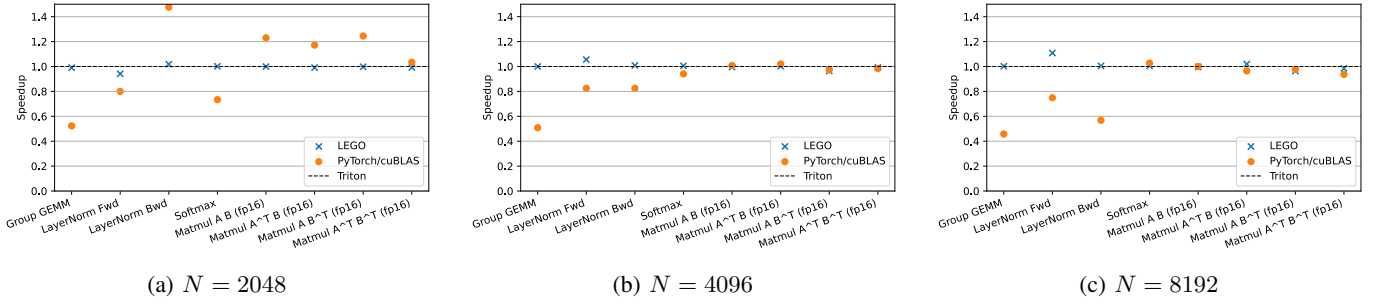 1.4
1.2
1.0
0.8
0.6
0.4
0.2
0.0
Speedup
LEGO
PyTorch/cuBLAS
Triton
Group GEMM
LayerNorm Fwd
LayerNorm Bwd
Softmax
Matmul A B (fp16)
Matmul A^T B (fp16)
Matmul A B^T (fp16)
Matmul A^T B^T (fp16)
(a) N = 2048
1.4
1.2
1.0
0.8
0.6
0.4
0.2
0.0
Speedup
LEGO
PyTorch/cuBLAS
Triton
Group GEMM
LayerNorm Fwd
LayerNorm Bwd
Softmax
Matmul A B (fp16)
Matmul A^T B (fp16)
Matmul A B^T (fp16)
Matmul A^T B^T (fp16)
(b) N = 4096
1.4
1.2
1.0
0.8
0.6
0.4
0.2
0.0
Speedup
LEGO
PyTorch/cuBLAS
Triton
Group GEMM
LayerNorm Fwd
LayerNorm Bwd
Softmax
Matmul A B (fp16)
Matmul A^T B (fp16)
Matmul A B^T (fp16)
Matmul A^T B^T (fp16)
(c) N = 8192